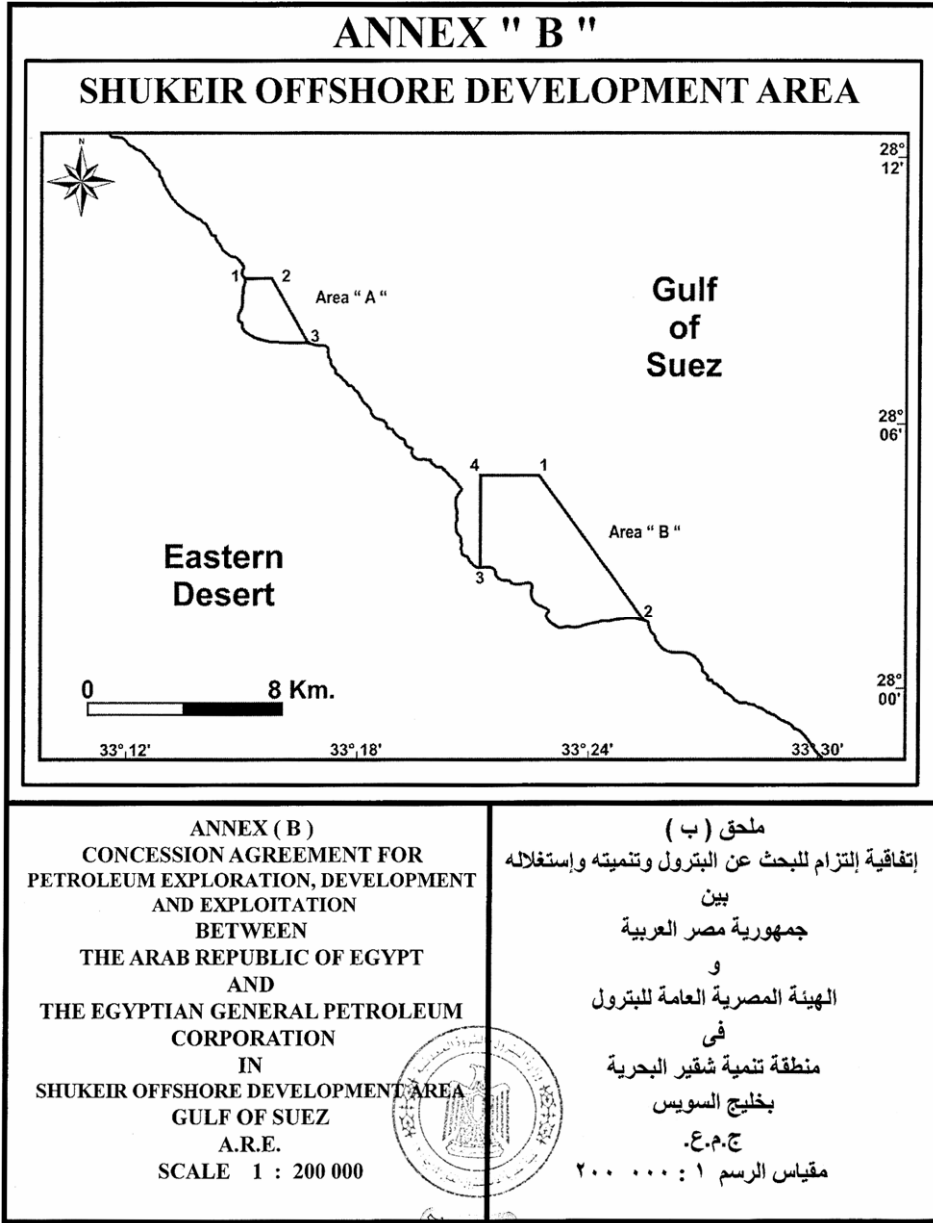 ANNEX " B "
SHUKEIR OFFSHORE DEVELOPMENT AREA
N
28°
12'
1
2
Area " A "
3
Gulf
of
Suez
28°
06'
4
1
Area " B "
3
2
Eastern
Desert
0 8 Km.
28°
00'
33° 12'
33° 18'
33° 24'
33° 30'
ANNEX ( B )
CONCESSION AGREEMENT FOR
PETROLEUM EXPLORATION, DEVELOPMENT
AND EXPLOITATION
BETWEEN
THE ARAB REPUBLIC OF EGYPT
AND
THE EGYPTIAN GENERAL PETROLEUM
CORPORATION
IN
SHUKEIR OFFSHORE DEVELOPMENT AREA
GULF OF SUEZ
A.R.E.
SCALE 1 : 200 000
ملحق ( ب )
إتفاقية إلتزام للبحث عن البترول وتنميته وإستغلاله
بين
جمهورية مصر العربية
و
الهيئة المصرية العامة للبترول
فى
منطقة تنمية شقير البحرية
بخليج السويس
ج.م.ع.
مقياس الرسم ١ : ٢٠٠ ٠٠٠